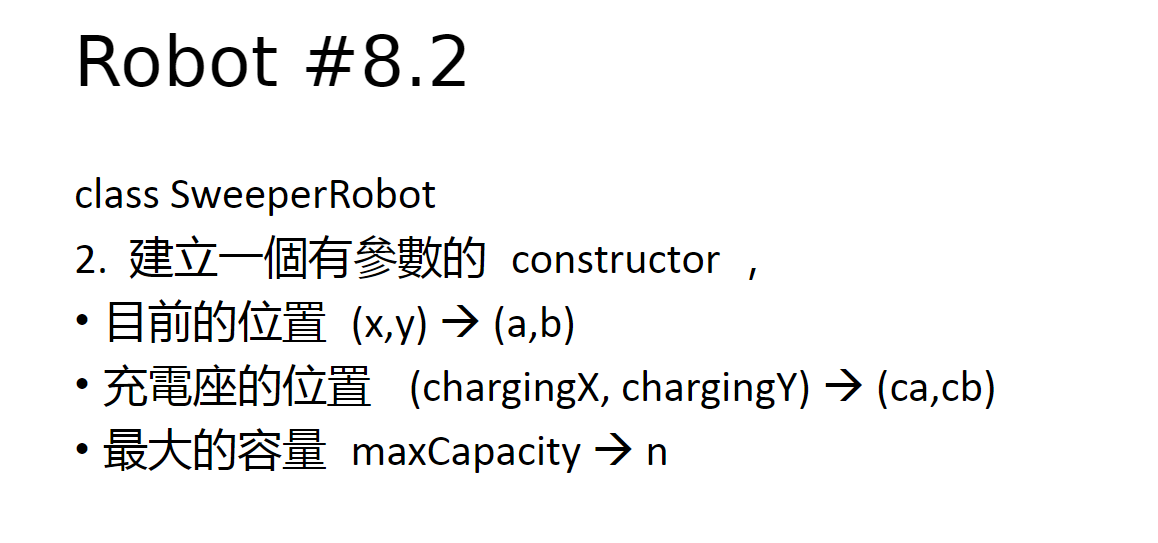 Robot #8.2
class SweeperRobot
2. 建立一個有參數的 constructor ，
• 目前的位置 (x,y) → (a,b)
• 充電座的位置 (chargingX, chargingY) → (ca,cb)
• 最大的容量 maxCapacity → n